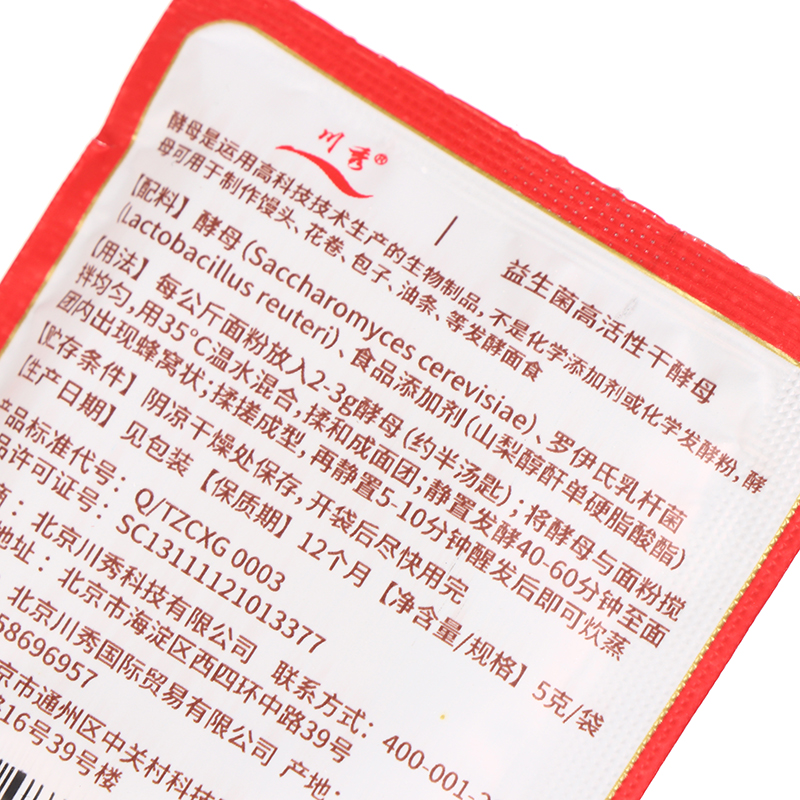 川秀®
益生菌高活性干酵母
酵母是运用高科技技术生产的生物制品，不是化学添加剂或化学发酵粉，酵
母可用于制作馒头、花卷、包子、油条、等发酵面食
【配料】酵母（Saccharomyces cerevisiae）、罗伊氏乳杆菌
(Lactobacillus reuteri）、食品添加剂（山梨醇酐单硬脂酸酯）
【用法】每公斤面粉放入2-3g酵母（约半汤匙）；将酵母与面粉搅
拌均匀，用35°C温水混合，揉和成面团；静置发酵40-60分钟至面
团内出现蜂窝状；揉搓成型，再静置5-10分钟醒发后即可炊蒸
【贮存条件】阴凉干燥处保存，开袋后尽快用完
【生产日期】见包装【保质期】12个月【净含量/规格】5克/袋
产品标准代号：Q/TZCXG 0003
品许可证号：SC13111121013377
：北京川秀科技有限公司 联系方式：400-001-
地址：北京市海淀区西四环中路39号
：北京川秀国际贸易有限公司 产地：
58696957
京市通州区中关村科技
路16号39号楼